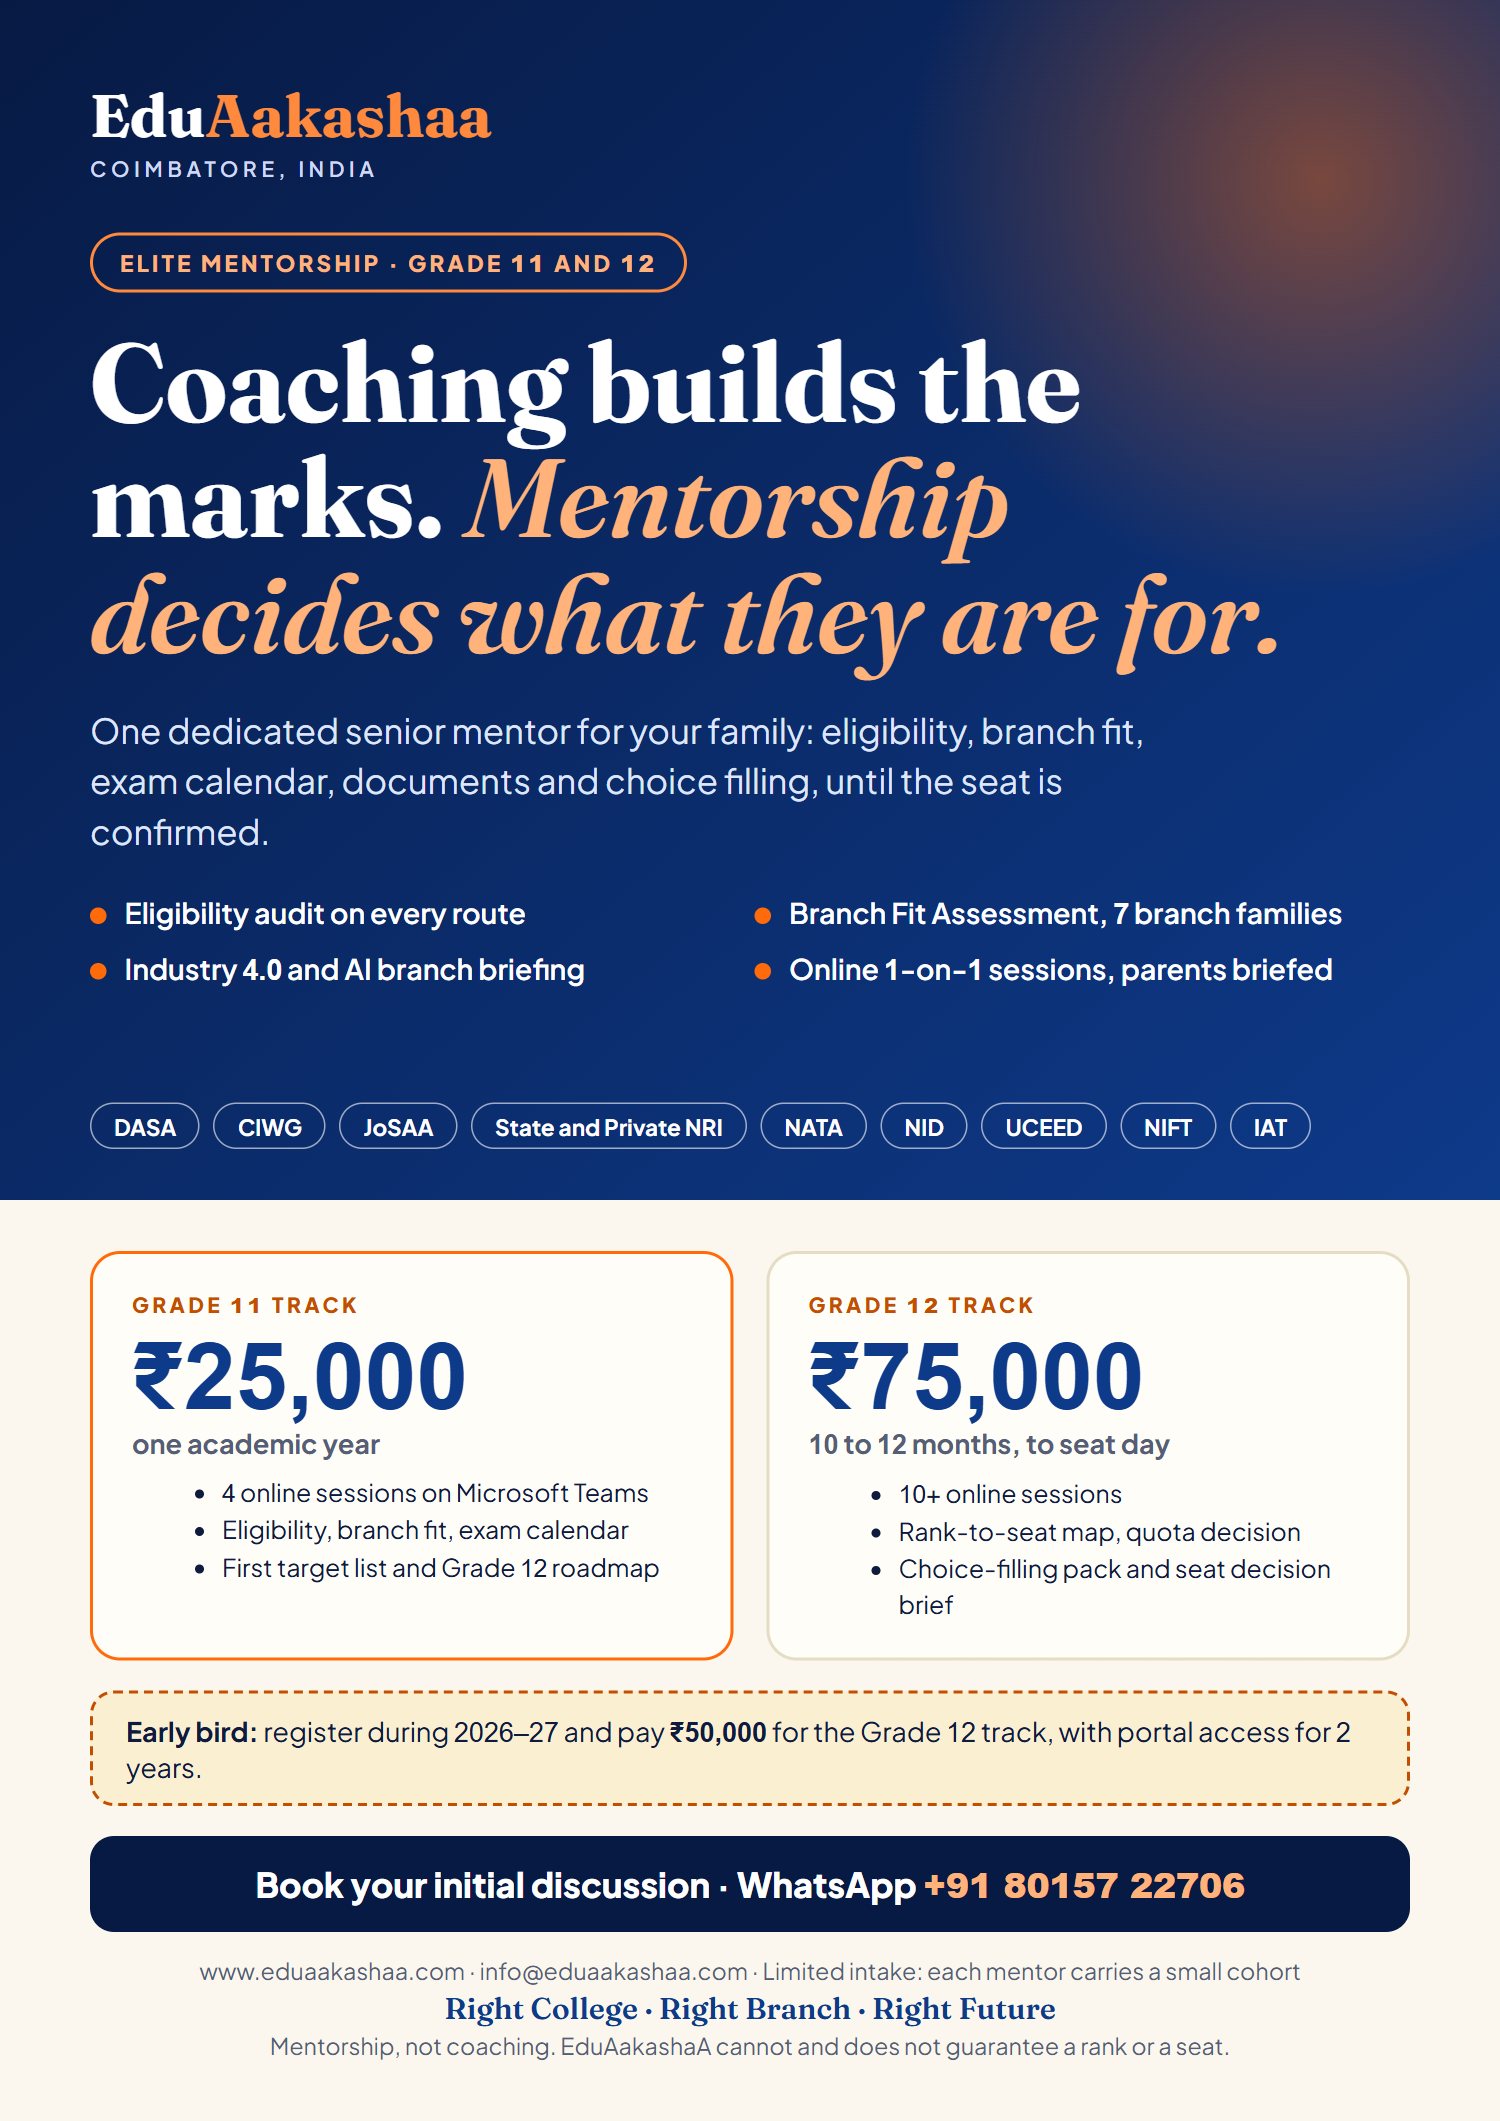 EduAakashaa
COIMBATORE, INDIA
ELITE MENTORSHIP · GRADE 11 AND 12
Coaching builds the
marks. Mentorship
decides what they are for.
One dedicated senior mentor for your family: eligibility, branch fit,
exam calendar, documents and choice filling, until the seat is
confirmed.
Eligibility audit on every route
Branch Fit Assessment, 7 branch families
Industry 4.0 and AI branch briefing
Online 1-on-1 sessions, parents briefed
DASA CIWG JoSAA State and Private NRI NATA NID UCEED NIFT IAT
GRADE 11 TRACK
₹25,000
one academic year
• 4 online sessions on Microsoft Teams
• Eligibility, branch fit, exam calendar
• First target list and Grade 12 roadmap
GRADE 12 TRACK
₹75,000
10 to 12 months, to seat day
• 10+ online sessions
• Rank-to-seat map, quota decision
• Choice-filling pack and seat decision
brief
Early bird: register during 2026–27 and pay ₹50,000 for the Grade 12 track, with portal access for 2
years.
Book your initial discussion · WhatsApp +91 80157 22706
www.eduaakashaa.com · info@eduaakashaa.com · Limited intake: each mentor carries a small cohort
Right College · Right Branch · Right Future
Mentorship, not coaching. EduAakashaA cannot and does not guarantee a rank or a seat.